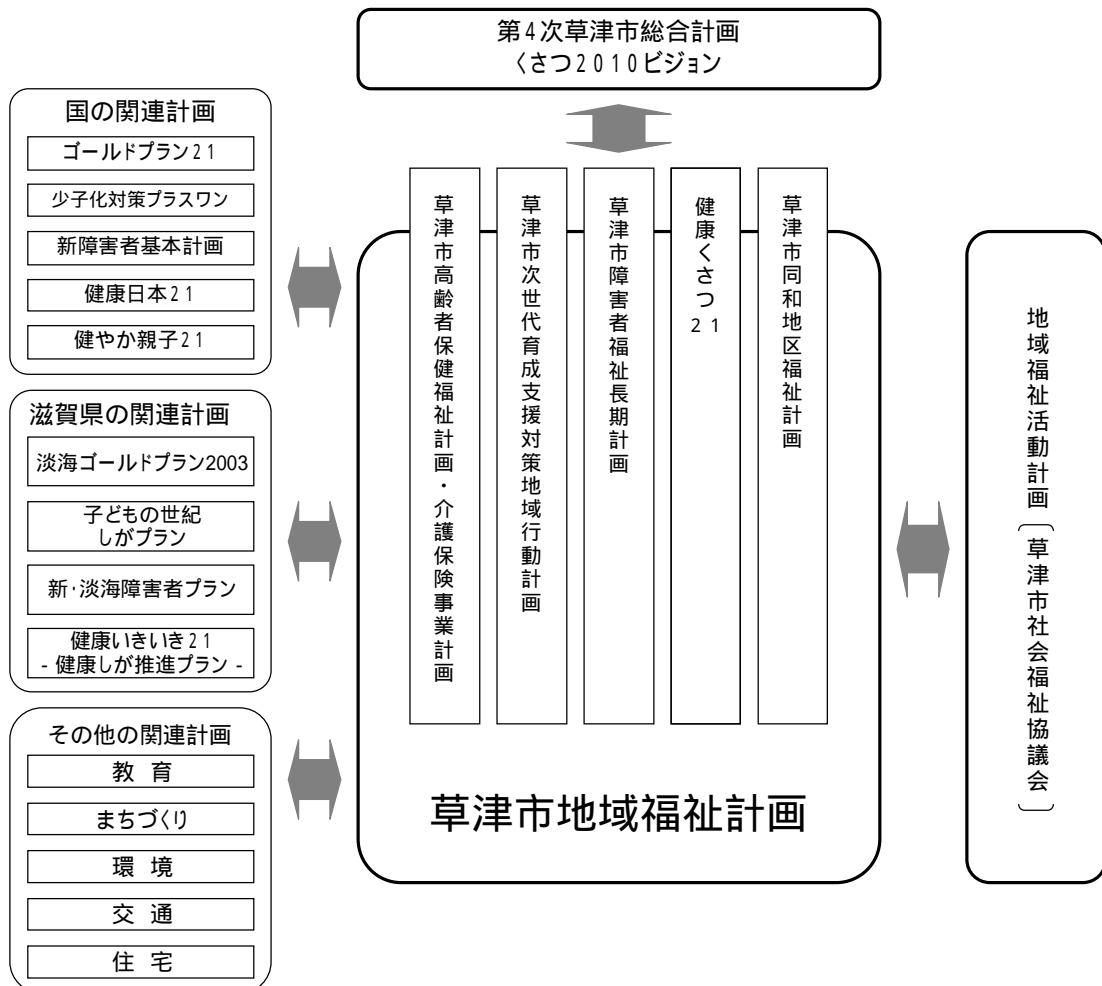 第4次草津市総合計画
くさつ2010ビジョン
国の関連計画
ゴールドプラン21
少子化対策プラスワン
新障害者基本計画
健康日本21
健やか親子21
滋賀県の関連計画
淡海ゴールドプラン2003
子どもの世紀
しがプラン
新・淡海障害者プラン
健康いきいき21
- 健康しが推進プラン -
その他の関連計画
教 育
まちづくり
環 境
交 通
住 宅
草津市高齢者保健福祉計画・介護保険事業計画
草津市次世代育成支援対策地域行動計画
草津市障害者福祉長期計画
健康くさつ21
草津市同和地区福祉計画
草津市地域福祉計画
地域福祉活動計画〔草津市社会福祉協議会〕